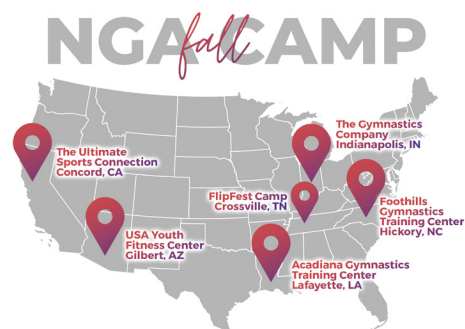 NGA fall CAMP
The Gymnastics
Company
Indianapolis, IN
The Ultimate
Sports Connection
Concord, CA
FlipFest Camp
Crossville, TN
Foothills
Gymnastics
Training Center
Hickory, NC
USA Youth
Fitness Center
Gilbert, AZ
Acadiana Gymnastics
Training Center
Lafayette, LA